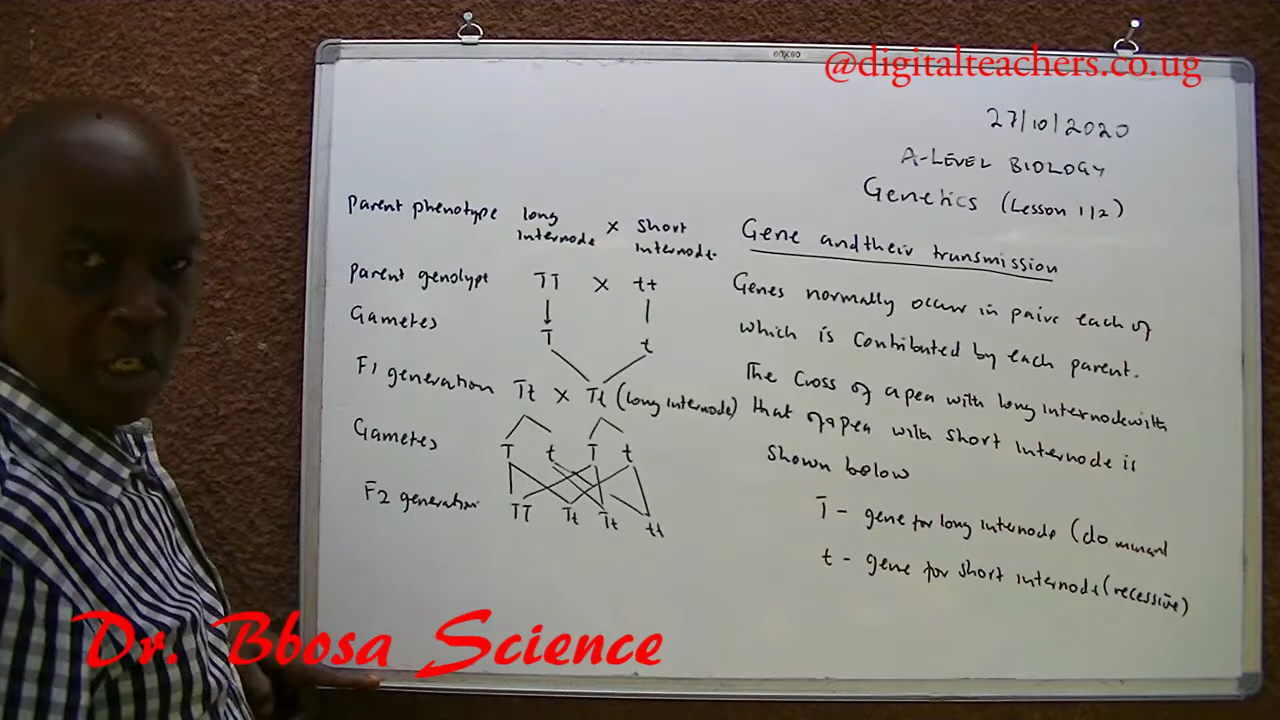 @digitalteachers.co.ug
27/10/2020
A-LEVEL BIOLOGY
Genetics (Lesson 1/2)
Parent phenotype long internode X short internode.
Parent genotypt TT X tt
Gametes T t
F1 generation Tt X Tt (long internode)
Gametes T t T t
F2 generation TT Tt Tt tt
Gene and their transmission
Genes normally occur in pairs each of
which is contributed by each parent.
The Cross of a pea with long internode with
that of a pea with short internode is
shown below
T - gene for long internode (dominant
t - gene for short internode (recessive)
Dr. Bbosa Science